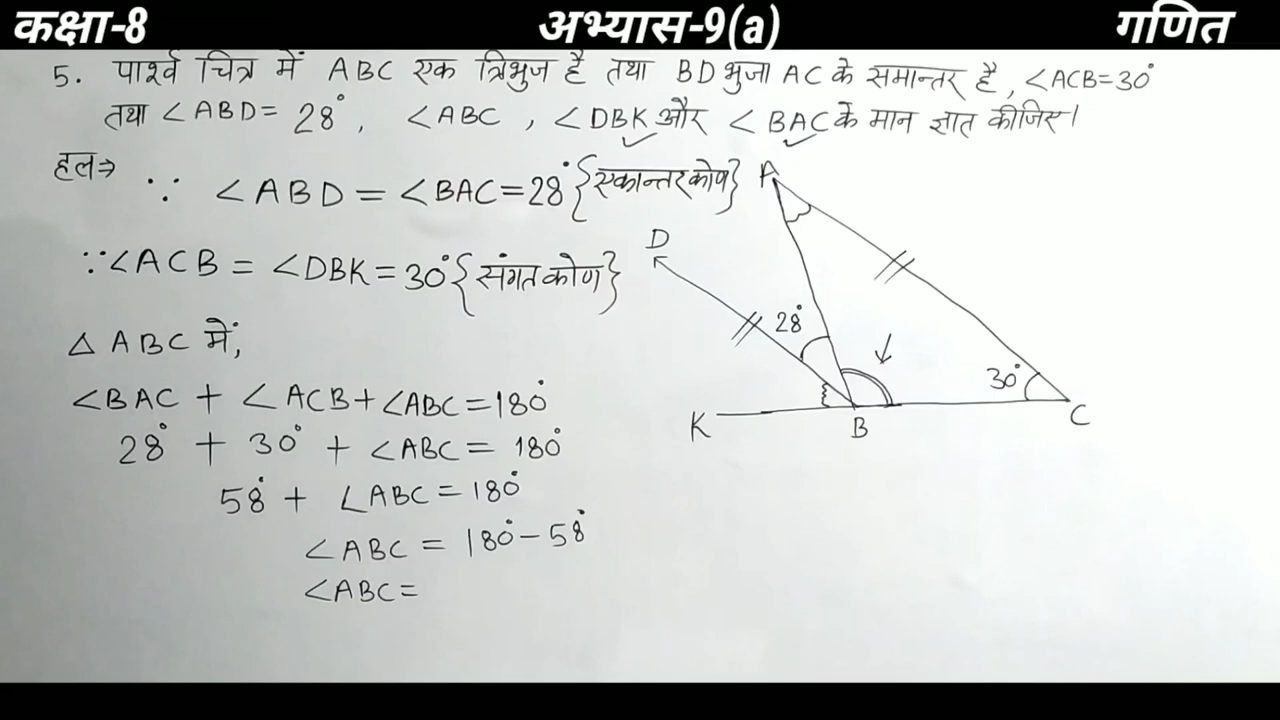 कक्षा-8 अभ्यास-9(a) गणित
5. पार्श्व चित्र में ABC एक त्रिभुज है तथा BD भुजा AC के समान्तर है, ∠ACB=30°
तथा ∠ABD= 28°, ∠ABC, ∠DBK और ∠BAC के मान ज्ञात कीजिए।
हल⇒
∵ ∠ABD = ∠BAC=28° {एकान्तर कोण}
∵∠ACB = ∠DBK=30° {संगत कोण}
△ ABC में,
∠BAC + ∠ACB+∠ABC=180°
28° + 30° + ∠ABC = 180°
58° + ∠ABC=180°
∠ABC = 180°-58°
∠ABC=
A
D
28°
30°
K
B
C